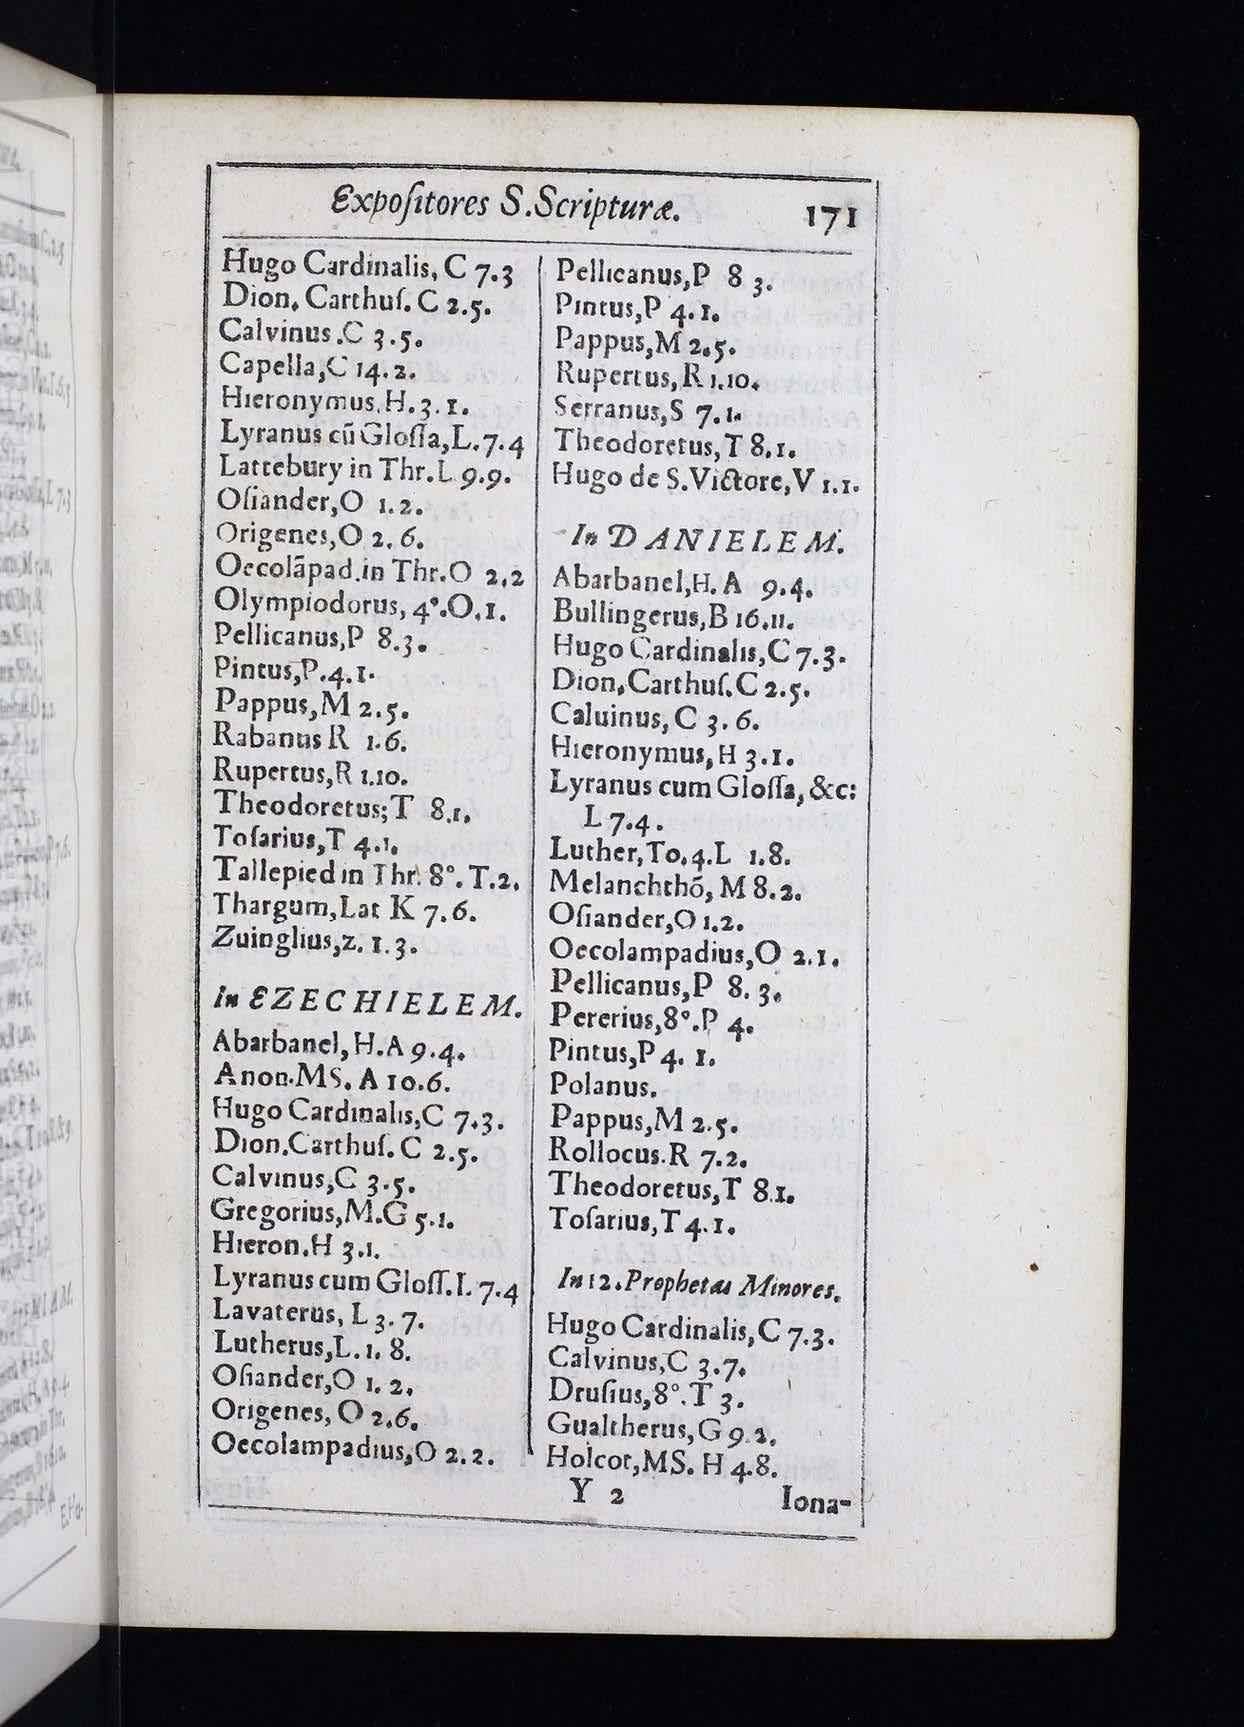 Expoſitores S.Scripturæ. 171
Hugo Cardinalis, C 7.3
Dion. Carthuſ. C 2.5.
Calvinus.C 3.5.
Capella,C 14.2.
Hieronymus.H.3.1.
Lyranus cū Gloſſa,L.7.4
Lattebury in Thr.L 9.9.
Oſiander,O 1.2.
Origenes,O 2.6.
Oecolāpad.in Thr.O 2.2
Olympiodorus, 4°.O.1.
Pellicanus,P 8.3.
Pintus,P.4.1.
Pappus,M 2.5.
Rabanus R 1.6.
Rupertus,R 1.10.
Theodoretus;T 8.1.
Toſarius,T 4.1.
Tallepied in Thr. 8°.T.2.
Thargum,Lat K 7.6.
Zuinglius,z. 1.3.
In EZECHIELEM.
Abarbanel, H.A 9.4.
Anon.MS. A 10.6.
Hugo Cardinalis,C 7.3.
Dion.Carthuſ. C 2.5.
Calvinus,C 3.5.
Gregorius,M.G 5.1.
Hieron.H 3.1.
Lyranus cum Gloſſ.L.7.4
Lavaterus, L 3.7.
Lutherus,L.1.8.
Oſiander,O 1.2.
Origenes, O 2.6.
Oecolampadius,O 2.2.
Pellicanus,P 8 3.
Pintus,P 4.1.
Pappus,M 2.5.
Rupertus,R 1.10.
Serranus,S 7.1.
Theodoretus,T 8.1.
Hugo de S.Victore,V 1.1.
In DANIELEM.
Abarbanel,H.A 9.4.
Bullingerus,B 16.11.
Hugo Cardinalis,C 7.3.
Dion.Carthuſ.C 2.5.
Caluinus, C 3.6.
Hieronymus,H 3.1.
Lyranus cum Gloſſa, &c:
L 7.4.
Luther,To.4.L 1.8.
Melanchthō, M 8.2.
Oſiander,O 1.2.
Oecolampadius,O 2.1.
Pellicanus,P 8.3.
Pererius,8°.P 4.
Pintus,P 4. 1.
Polanus.
Pappus,M 2.5.
Rollocus.R 7.2.
Theodoretus,T 8.1.
Toſarius,T 4.1.
In 12.Prophetas Minores.
Hugo Cardinalis,C 7.3.
Calvinus,C 3.7.
Druſius,8°.T 3.
Gualtherus,G 9.2.
Holcot,MS. H 4.8.
Y 2 Iona-